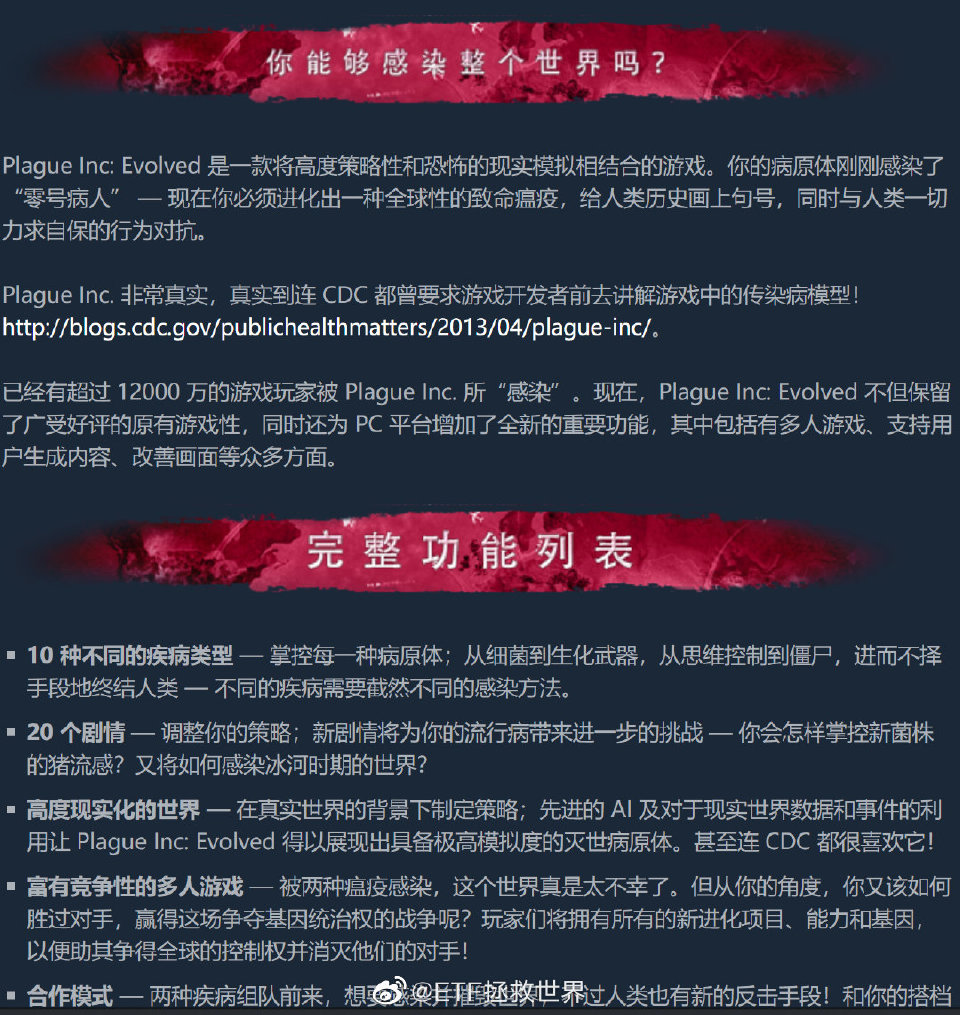 你能够感染整个世界吗？
Plague Inc: Evolved 是一款将高度策略性和恐怖的现实模拟相结合的游戏。你的病原体刚刚感染了
“零号病人” — 现在你必须进化出一种全球性的致命瘟疫，给人类历史画上句号，同时与人类一切
力求自保的行为对抗。
Plague Inc. 非常真实，真实到连 CDC 都曾要求游戏开发者前去讲解游戏中的传染病模型！
http://blogs.cdc.gov/publichealthmatters/2013/04/plague-inc/。
已经有超过 12000 万的游戏玩家被 Plague Inc. 所“感染”。现在，Plague Inc: Evolved 不但保留
了广受好评的原有游戏性，同时还为 PC 平台增加了全新的重要功能，其中包括有多人游戏、支持用
户生成内容、改善画面等众多方面。
完整功能列表
▪ 10 种不同的疾病类型 — 掌控每一种病原体；从细菌到生化武器，从思维控制到僵尸，进而不择
手段地终结人类 — 不同的疾病需要截然不同的感染方法。
▪ 20 个剧情 — 调整你的策略；新剧情将为你的流行病带来进一步的挑战 — 你会怎样掌控新菌株
的猪流感？又将如何感染冰河时期的世界?
▪ 高度现实化的世界 — 在真实世界的背景下制定策略；先进的 AI 及对于现实世界数据和事件的利
用让 Plague Inc: Evolved 得以展现出具备极高模拟度的灭世病原体。甚至连 CDC 都很喜欢它！
▪ 富有竞争性的多人游戏 — 被两种瘟疫感染，这个世界真是太不幸了。但从你的角度，你又该如何
胜过对手，赢得这场争夺基因统治权的战争呢？玩家们将拥有所有的新进化项目、能力和基因，
以便助其争得全球的控制权并消灭他们的对手！
▪ 合作模式 — 两种疾病组队前来，想要感染并摧毁世界，不过人类也有新的反击手段！和你的搭档
@ETF拯救世界